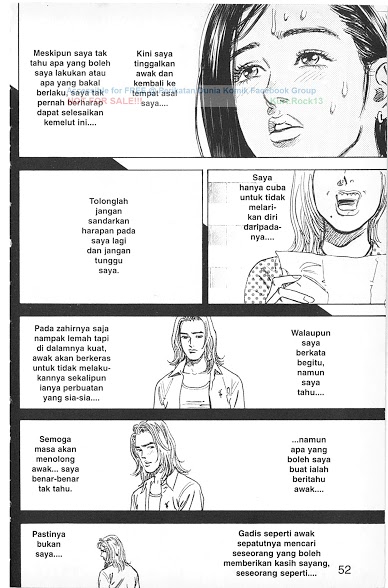 Kini saya
tinggalkan
awak dan
kembali ke
tempat asal
saya....
Meskipun saya tak
tahu apa yang boleh
saya lakukan atau
apa yang bakal
berlaku, saya tak
pernah berharap
dapat selesaikan
kemelut ini....
Dunia Komik Facebook Group
SALE!!!
Rock13
Saya
hanya cuba
untuk tidak
melari-
kan diri
daripada-
nya....
Tolonglah
jangan
sandarkan
harapan pada
saya lagi
dan jangan
tunggu
saya.
Walaupun
saya
berkata
begitu,
namun
saya
tahu....
Pada zahirnya saja
nampak lemah tapi
di dalamnya kuat,
awak akan berkeras
untuk tidak melaku-
kannya sekalipun
ianya perbuatan
yang sia-sia....
...namun
apa yang
boleh saya
buat ialah
beritahu
awak....
Semoga
masa akan
menolong
awak... saya
benar-benar
tak tahu.
Gadis seperti awak
sepatutnya mencari
seseorang yang boleh
memberikan kasih sayang,
seseorang seperti....
Pastinya
bukan
saya....
52